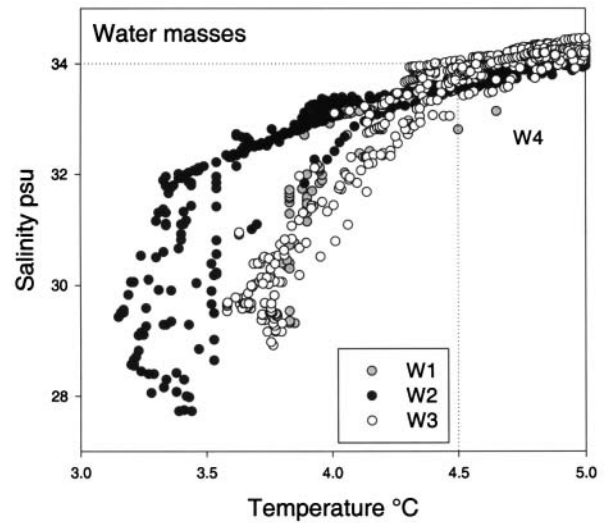 Water masses
34
32
30
28
Salinity psu
W4
W1
W2
W3
3.0 3.5 4.0 4.5 5.0
Temperature °C